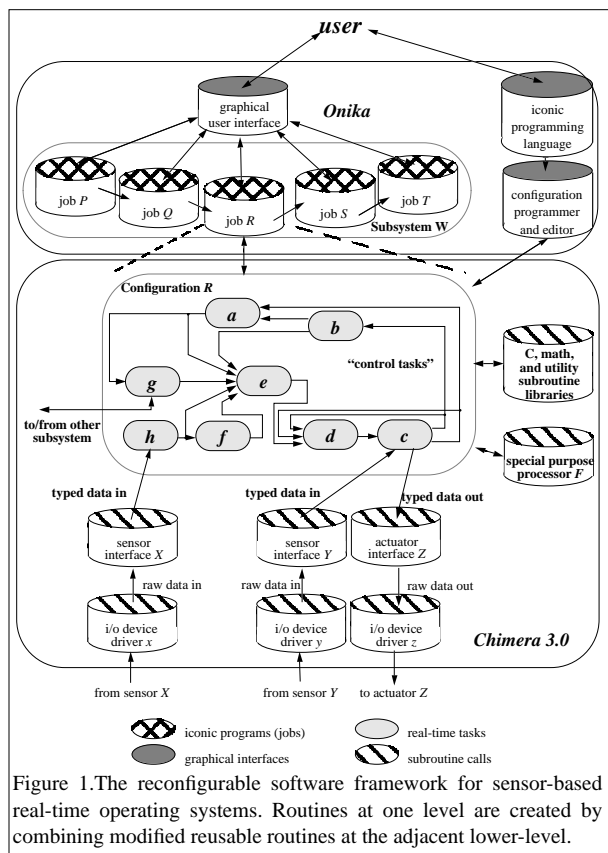 user
Onika
graphical
user interface
iconic
programming
language
job P
job Q
job R
job S
job T
Subsystem W
configuration
programmer
and editor
Configuration R
a
b
“control tasks”
C, math,
and utility
subroutine
libraries
g
e
to/from other
subsystem
h
f
d
c
special purpose
processor F
typed data in
typed data in
typed data out
sensor
interface X
sensor
interface Y
actuator
interface Z
raw data in
raw data in
raw data out
i/o device
driver x
i/o device
driver y
i/o device
driver z
Chimera 3.0
from sensor X
from sensor Y
to actuator Z
iconic programs (jobs)
real-time tasks
graphical interfaces
subroutine calls
Figure 1.The reconfigurable software framework for sensor-based
real-time operating systems. Routines at one level are created by
combining modified reusable routines at the adjacent lower-level.